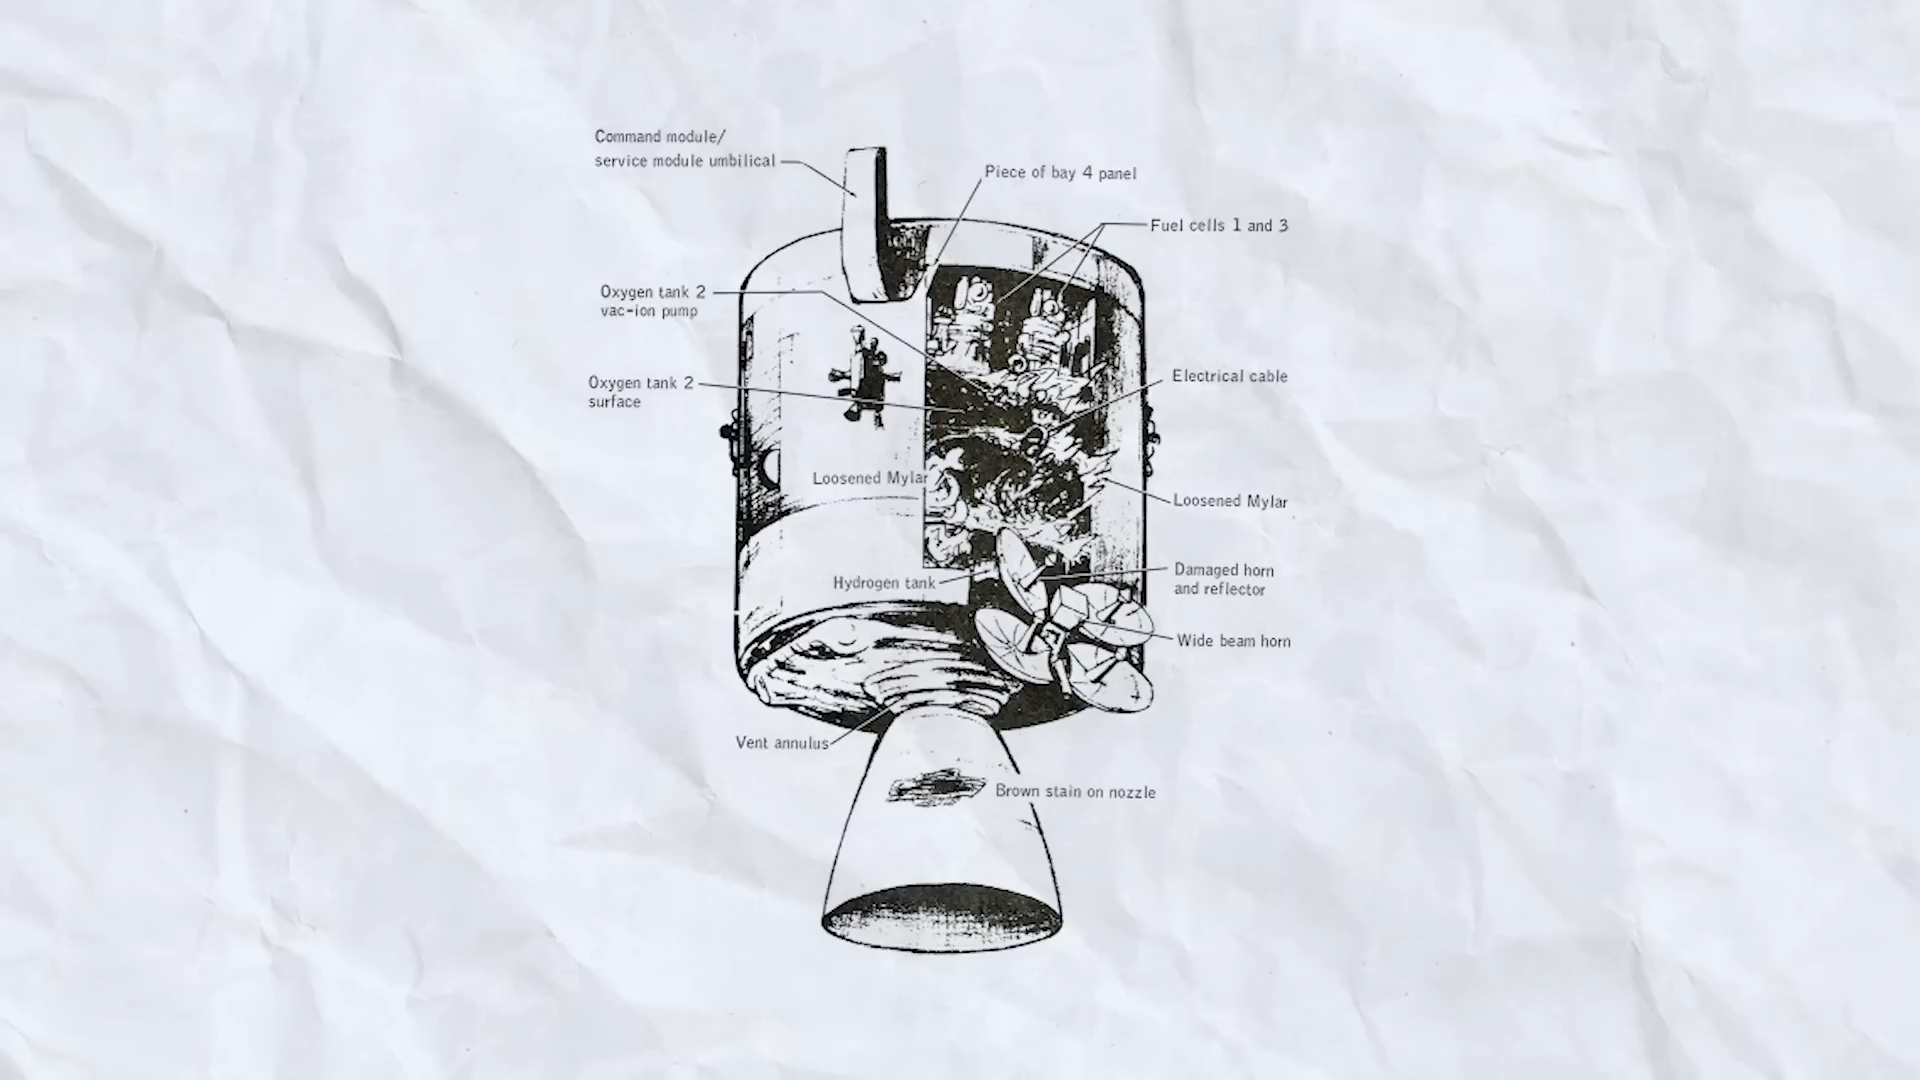 Command module/
service module umbilical
Piece of bay 4 panel
Fuel cells 1 and 3
Oxygen tank 2
vac-ion pump
Electrical cable
Oxygen tank 2
surface
Loosened Mylar
Loosened Mylar
Hydrogen tank
Damaged horn
and reflector
Wide beam horn
Vent annulus
Brown stain on nozzle